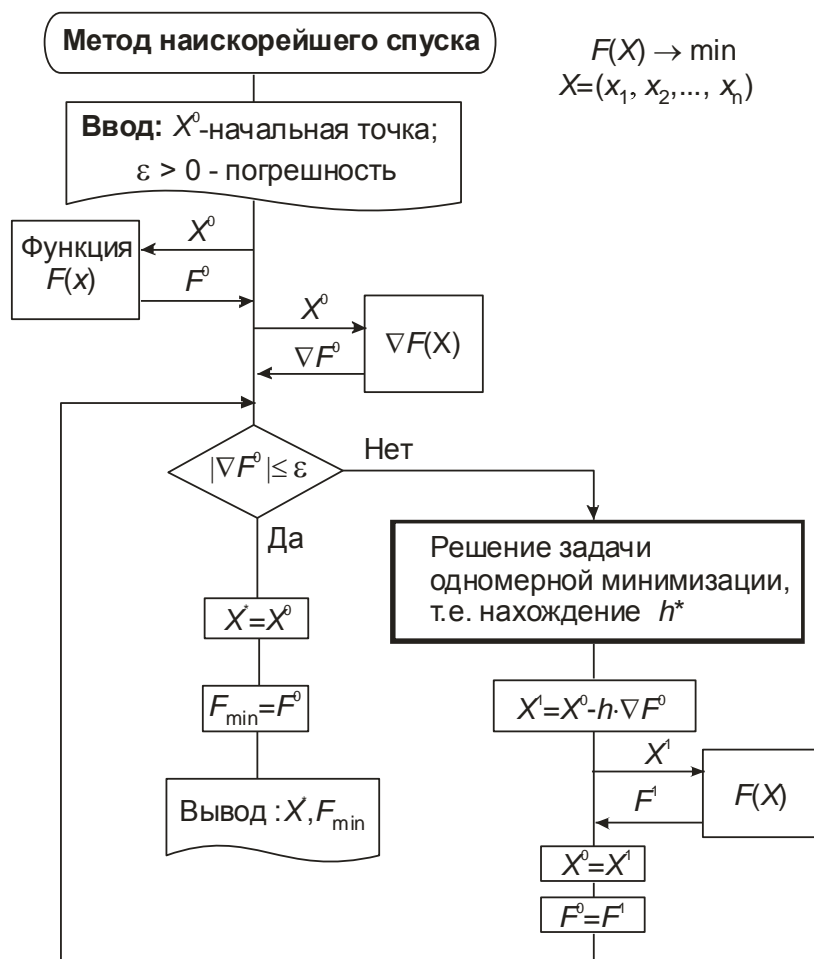 Метод наискорейшего спуска
F(X) → min
X=(x₁, x₂,..., xₙ)
Ввод: X⁰-начальная точка;
ε > 0 - погрешность
Функция
F(x)
X⁰
F⁰
X⁰
∇F⁰
∇F(X)
|∇F⁰|≤ ε
Нет
Да
Решение задачи
одномерной минимизации,
т.е. нахождение h*
X*=X⁰
F_min=F⁰
Вывод :X*,F_min
X¹=X⁰-h·∇F⁰
X¹
F¹
F(X)
X⁰=X¹
F⁰=F¹